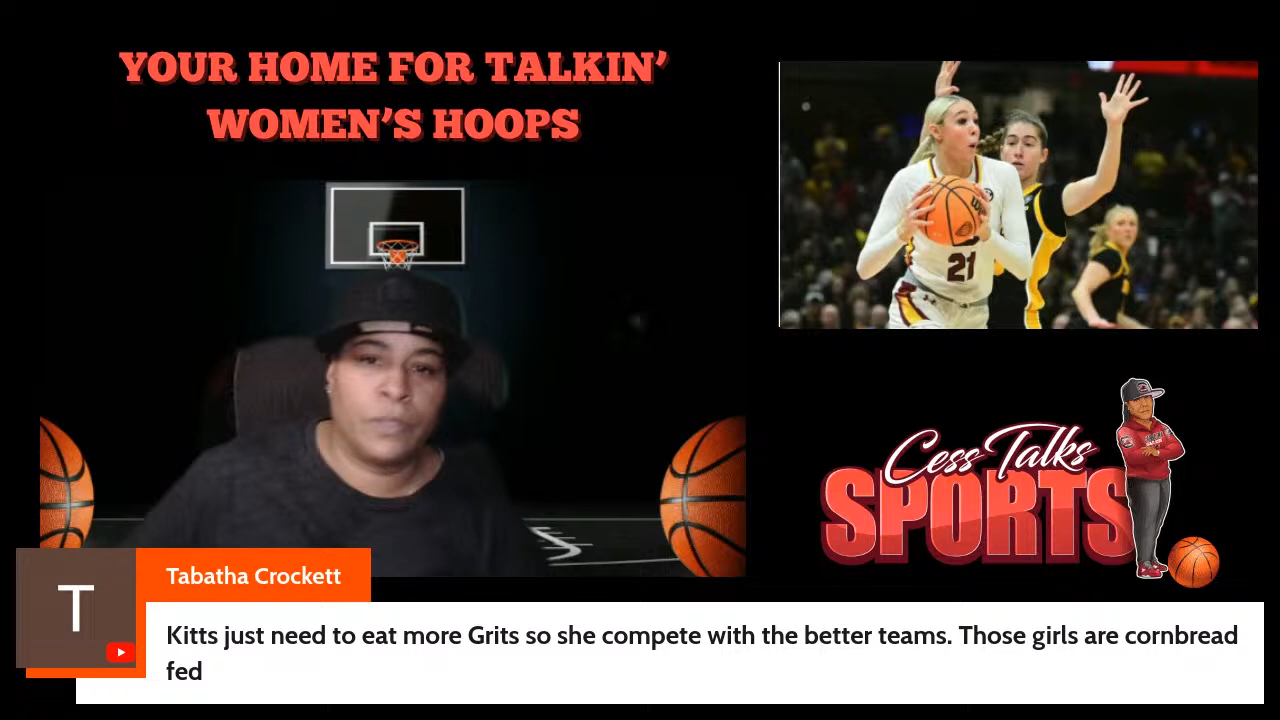 YOUR HOME FOR TALKIN’
WOMEN’S HOOPS
21
Cess Talks
SPORTS
T
Tabatha Crockett
Kitts just need to eat more Grits so she compete with the better teams. Those girls are cornbread
fed